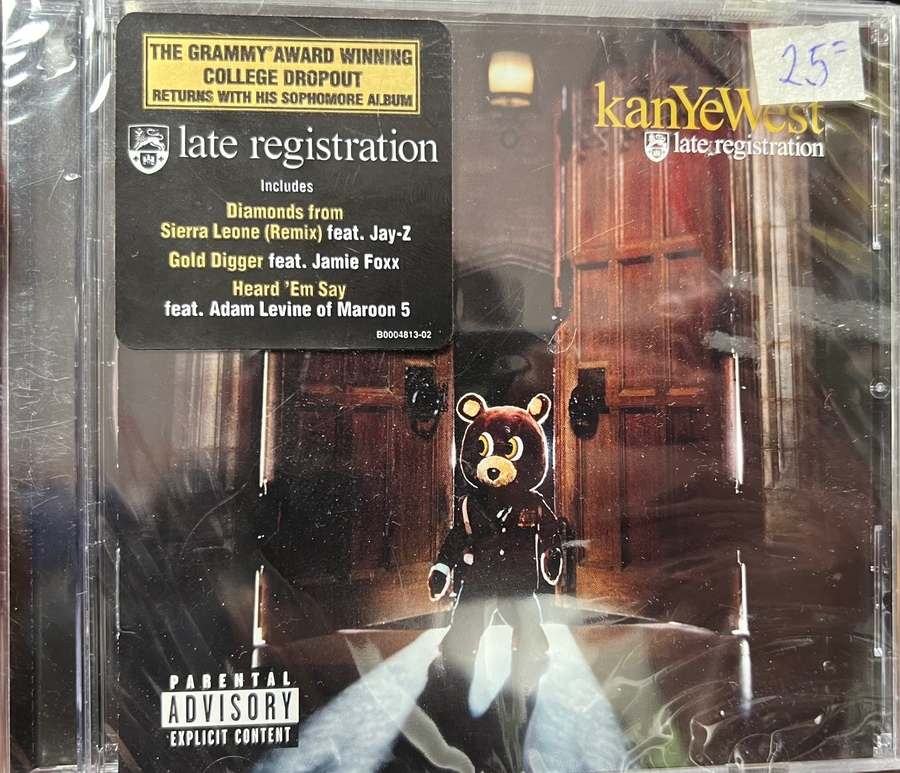 THE GRAMMY® AWARD WINNING
COLLEGE DROPOUT
RETURNS WITH HIS SOPHOMORE ALBUM
late registration
Includes
Diamonds from
Sierra Leone (Remix) feat. Jay-Z
Gold Digger feat. Jamie Foxx
Heard 'Em Say
feat. Adam Levine of Maroon 5
B0004813-02
25=
kanYeWest
late registration
PARENTAL
ADVISORY
EXPLICIT CONTENT